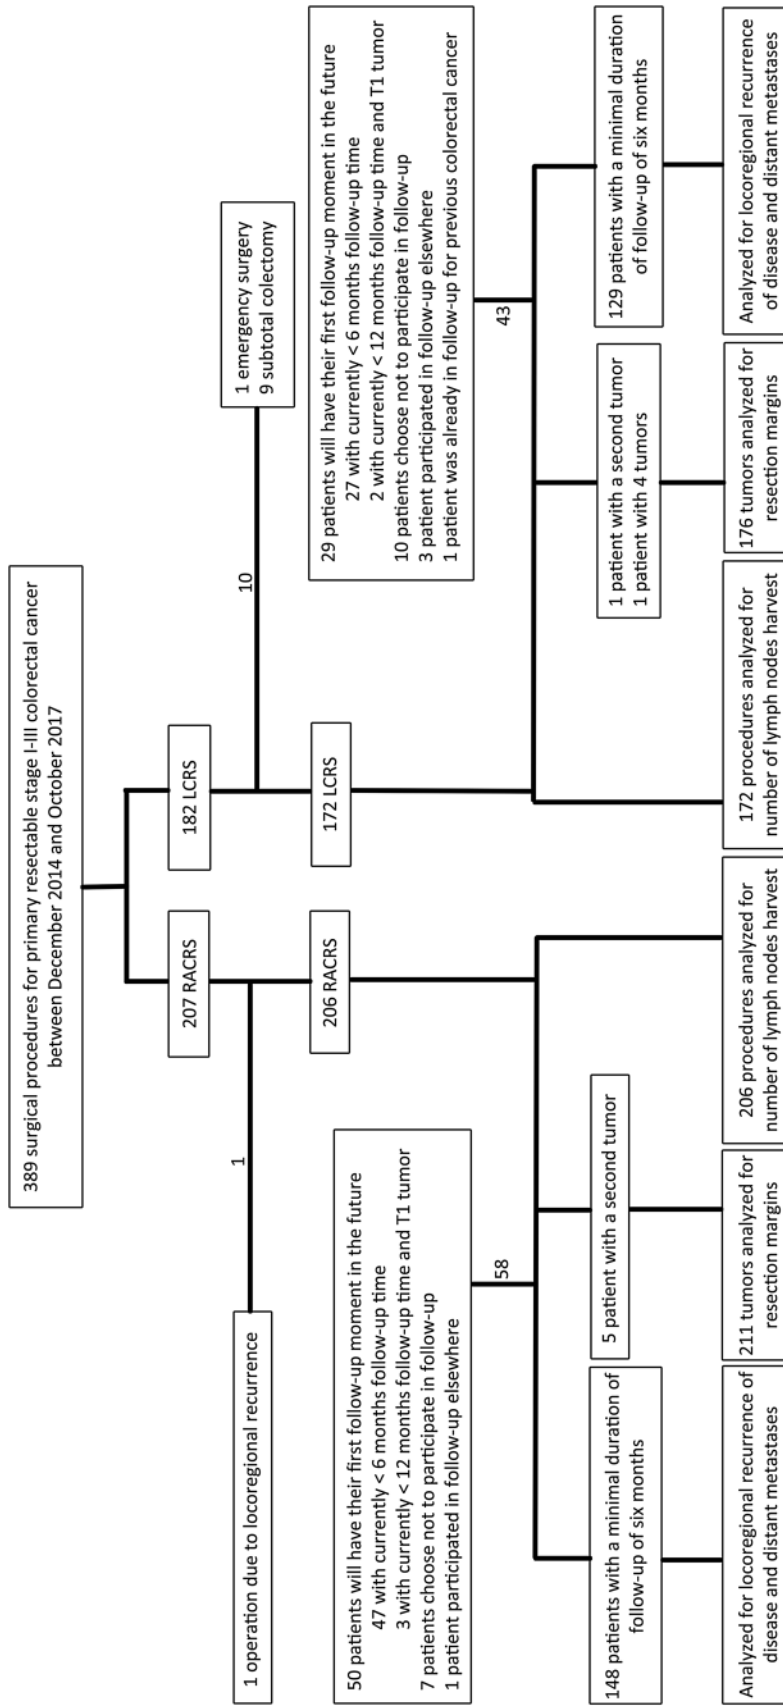 389 surgical procedures for primary resectable stage I-III colorectal cancer
between December 2014 and October 2017
207 RACRS
182 LCRS
1
10
1 operation due to locoregional recurrence
1 emergency surgery
9 subtotal colectomy
206 RACRS
172 LCRS
50 patients will have their first follow-up moment in the future
47 with currently < 6 months follow-up time
3 with currently < 12 months follow-up time and T1 tumor
7 patients choose not to participate in follow-up
1 patient participated in follow-up elsewhere
29 patients will have their first follow-up moment in the future
27 with currently < 6 months follow-up time
2 with currently < 12 months follow-up time and T1 tumor
10 patients choose not to participate in follow-up
3 patient participated in follow-up elsewhere
1 patient was already in follow-up for previous colorectal cancer
58
43
148 patients with a minimal duration of
follow-up of six months
5 patient with a second tumor
1 patient with a second tumor
1 patient with 4 tumors
129 patients with a minimal duration
of follow-up of six months
Analyzed for locoregional recurrence of
disease and distant metastases
211 tumors analyzed for
resection margins
206 procedures analyzed for
number of lymph nodes harvest
172 procedures analyzed for
number of lymph nodes harvest
176 tumors analyzed for
resection margins
Analyzed for locoregional recurrence
of disease and distant metastases